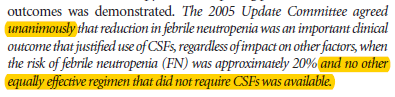 outcomes was demonstrated. The 2005 Update Committee agreed
unanimously that reduction in febrile neutropenia was an important clinical
outcome that justified use of CSFs, regardless of impact on other factors, when
the risk of febrile neutropenia (FN) was approximately 20% and no other
equally effective regimen that did not require CSFs was available.